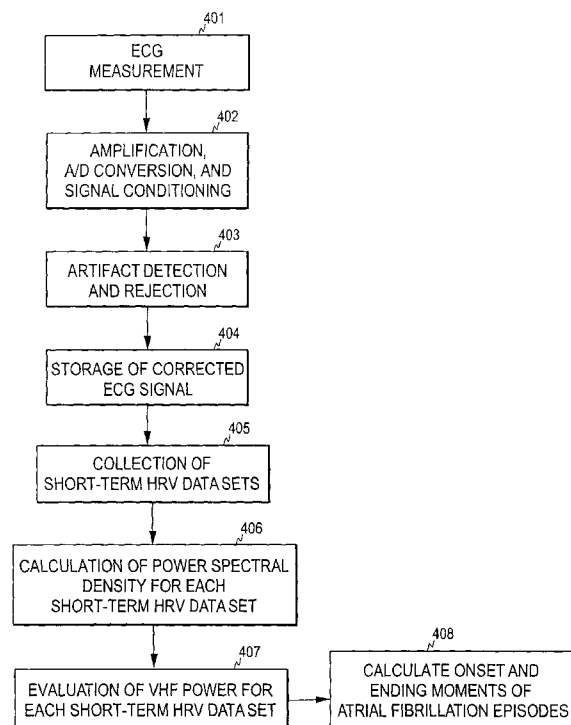 401
ECG
MEASUREMENT
402
AMPLIFICATION,
A/D CONVERSION, AND
SIGNAL CONDITIONING
403
ARTIFACT DETECTION
AND REJECTION
404
STORAGE OF CORRECTED
ECG SIGNAL
405
COLLECTION OF
SHORT-TERM HRV DATA SETS
406
CALCULATION OF POWER SPECTRAL
DENSITY FOR EACH
SHORT-TERM HRV DATA SET
407
EVALUATION OF VHF POWER FOR
EACH SHORT-TERM HRV DATA SET
408
CALCULATE ONSET AND
ENDING MOMENTS OF
ATRIAL FIBRILLATION EPISODES